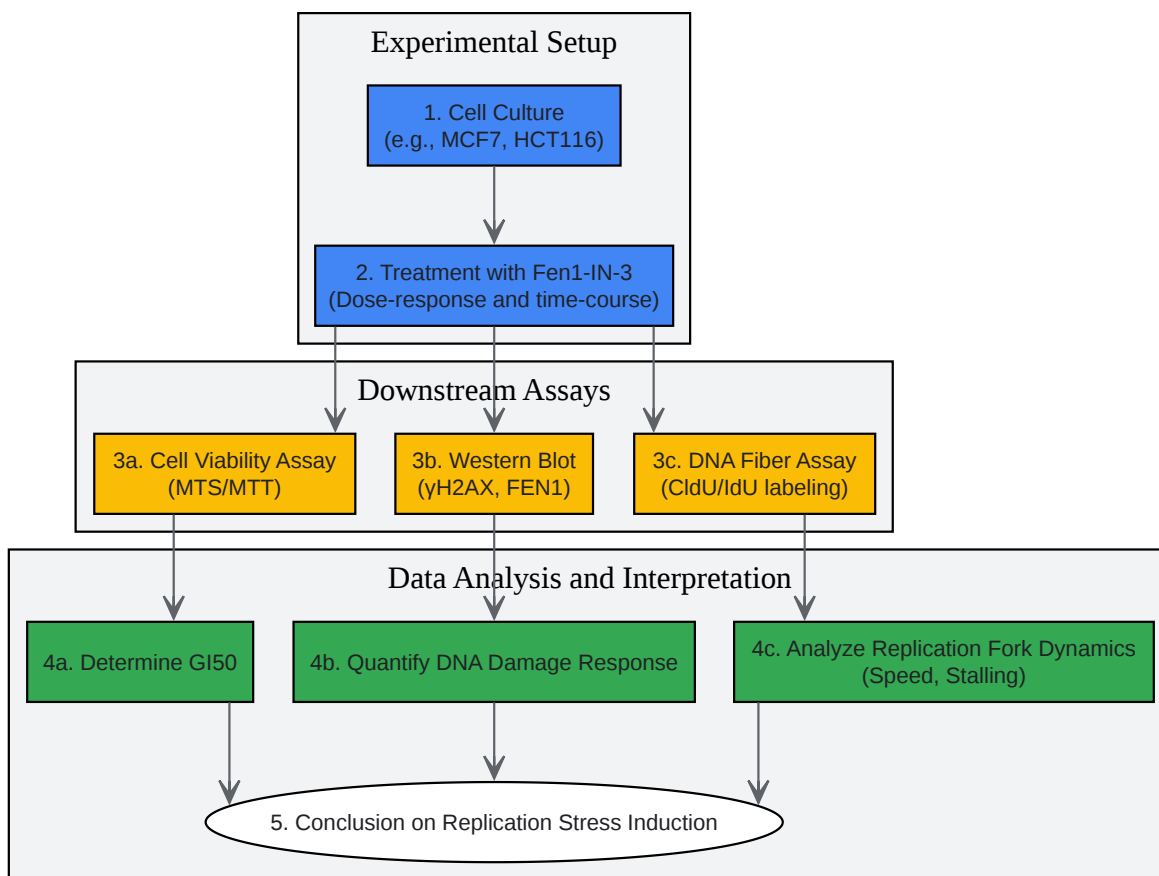 Experimental Setup
1. Cell Culture
(e.g., MCF7, HCT116)
2. Treatment with Fen1-IN-3
(Dose-response and time-course)
Downstream Assays
3a. Cell Viability Assay
(MTS/MTT)
3b. Western Blot
(γH2AX, FEN1)
3c. DNA Fiber Assay
(CldU/IdU labeling)
Data Analysis and Interpretation
4a. Determine GI50
4b. Quantify DNA Damage Response
4c. Analyze Replication Fork Dynamics
(Speed, Stalling)
5. Conclusion on Replication Stress Induction